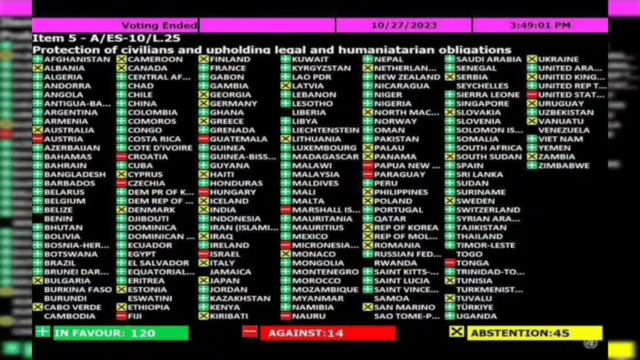 Voting Ended
10/27/2023
3:49:01 PM
Item 5 - A/ES-10/L.25
Protection of civilians and upholding legal and humaniatarian obligations
AFGHANISTAN
ALBANIA
ALGERIA
ANDORRA
ANGOLA
ANTIGUA-BA...
ARGENTINA
ARMENIA
AUSTRALIA
AUSTRIA
AZERBAIJAN
BAHAMAS
BAHRAIN
BANGLADESH
BARBADOS
BELARUS
BELGIUM
BELIZE
BENIN
BHUTAN
BOLIVIA
BOSNIA-HER...
BOTSWANA
BRAZIL
BRUNEI DAR...
BULGARIA
BURKINA FASO
BURUNDI
CABO VERDE
CAMBODIA
CAMEROON
CANADA
CENTRAL AF...
CHAD
CHILE
CHINA
COLOMBIA
COMOROS
CONGO
COSTA RICA
COTE D'IVOIRE
CROATIA
CUBA
CYPRUS
CZECHIA
DEM PR OF K...
DEM REP OF ...
DENMARK
DJIBOUTI
DOMINICA
DOMINICAN ...
ECUADOR
EGYPT
EL SALVADOR
EQUATORIAL...
ERITREA
ESTONIA
ESWATINI
ETHIOPIA
FIJI
FINLAND
FRANCE
GABON
GAMBIA
GEORGIA
GERMANY
GHANA
GREECE
GRENADA
GUATEMALA
GUINEA
GUINEA-BISS...
GUYANA
HAITI
HONDURAS
HUNGARY
ICELAND
INDIA
INDONESIA
IRAN (ISLAMI...
IRAQ
IRELAND
ISRAEL
ITALY
JAMAICA
JAPAN
JORDAN
KAZAKHSTAN
KENYA
KIRIBATI
KUWAIT
KYRGYZSTAN
LAO PDR
LATVIA
LEBANON
LESOTHO
LIBERIA
LIBYA
LIECHTENSTEIN
LITHUANIA
LUXEMBOURG
MADAGASCAR
MALAWI
MALAYSIA
MALDIVES
MALI
MALTA
MARSHALL IS...
MAURITANIA
MAURITIUS
MEXICO
MICRONESIA...
MONACO
MONGOLIA
MONTENEGRO
MOROCCO
MOZAMBIQUE
MYANMAR
NAMIBIA
NAURU
NEPAL
NETHERLAN...
NEW ZEALAND
NICARAGUA
NIGER
NIGERIA
NORTH MAC...
NORWAY
OMAN
PAKISTAN
PALAU
PANAMA
PAPUA NEW ...
PARAGUAY
PERU
PHILIPPINES
POLAND
PORTUGAL
QATAR
REP OF KOREA
REP OF MOL...
ROMANIA
RUSSIAN FED...
RWANDA
SAINT KITTS-...
SAINT LUCIA
SAINT VINCE...
SAMOA
SAN MARINO
SAO TOME-P...
SAUDI ARABIA
SENEGAL
SERBIA
SEYCHELLES
SIERRA LEONE
SINGAPORE
SLOVAKIA
SLOVENIA
SOLOMON IS...
SOMALIA
SOUTH AFRICA
SOUTH SUDAN
SPAIN
SRI LANKA
SUDAN
SURINAME
SWEDEN
SWITZERLAND
SYRIAN ARA...
TAJIKISTAN
THAILAND
TIMOR-LESTE
TOGO
TONGA
TRINIDAD-TO...
TUNISIA
TURKMENIST...
TUVALU
TÜRKİYE
UGANDA
UKRAINE
UNITED ARA...
UNITED KING...
UNITED REP T...
UNITED STAT...
URUGUAY
UZBEKISTAN
VANUATU
VENEZUELA
VIET NAM
YEMEN
ZAMBIA
ZIMBABWE
IN FAVOUR: 120
AGAINST:14
ABSTENTION:45